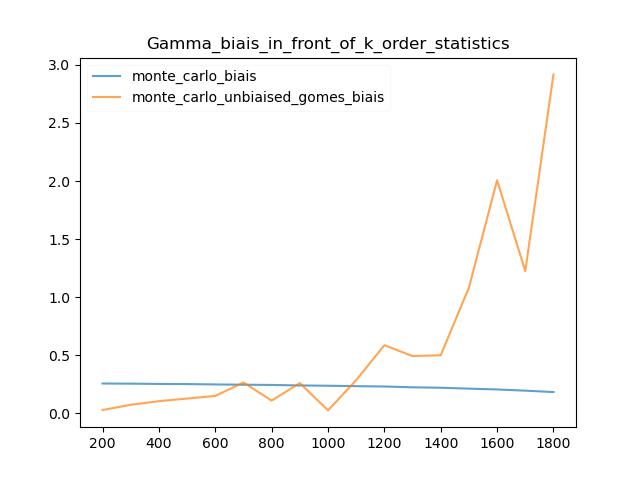 Gamma_biais_in_front_of_k_order_statistics
monte_carlo_biais
monte_carlo_unbiaised_gomes_biais
3.0
2.5
2.0
1.5
1.0
0.5
0.0
200 400 600 800 1000 1200 1400 1600 1800